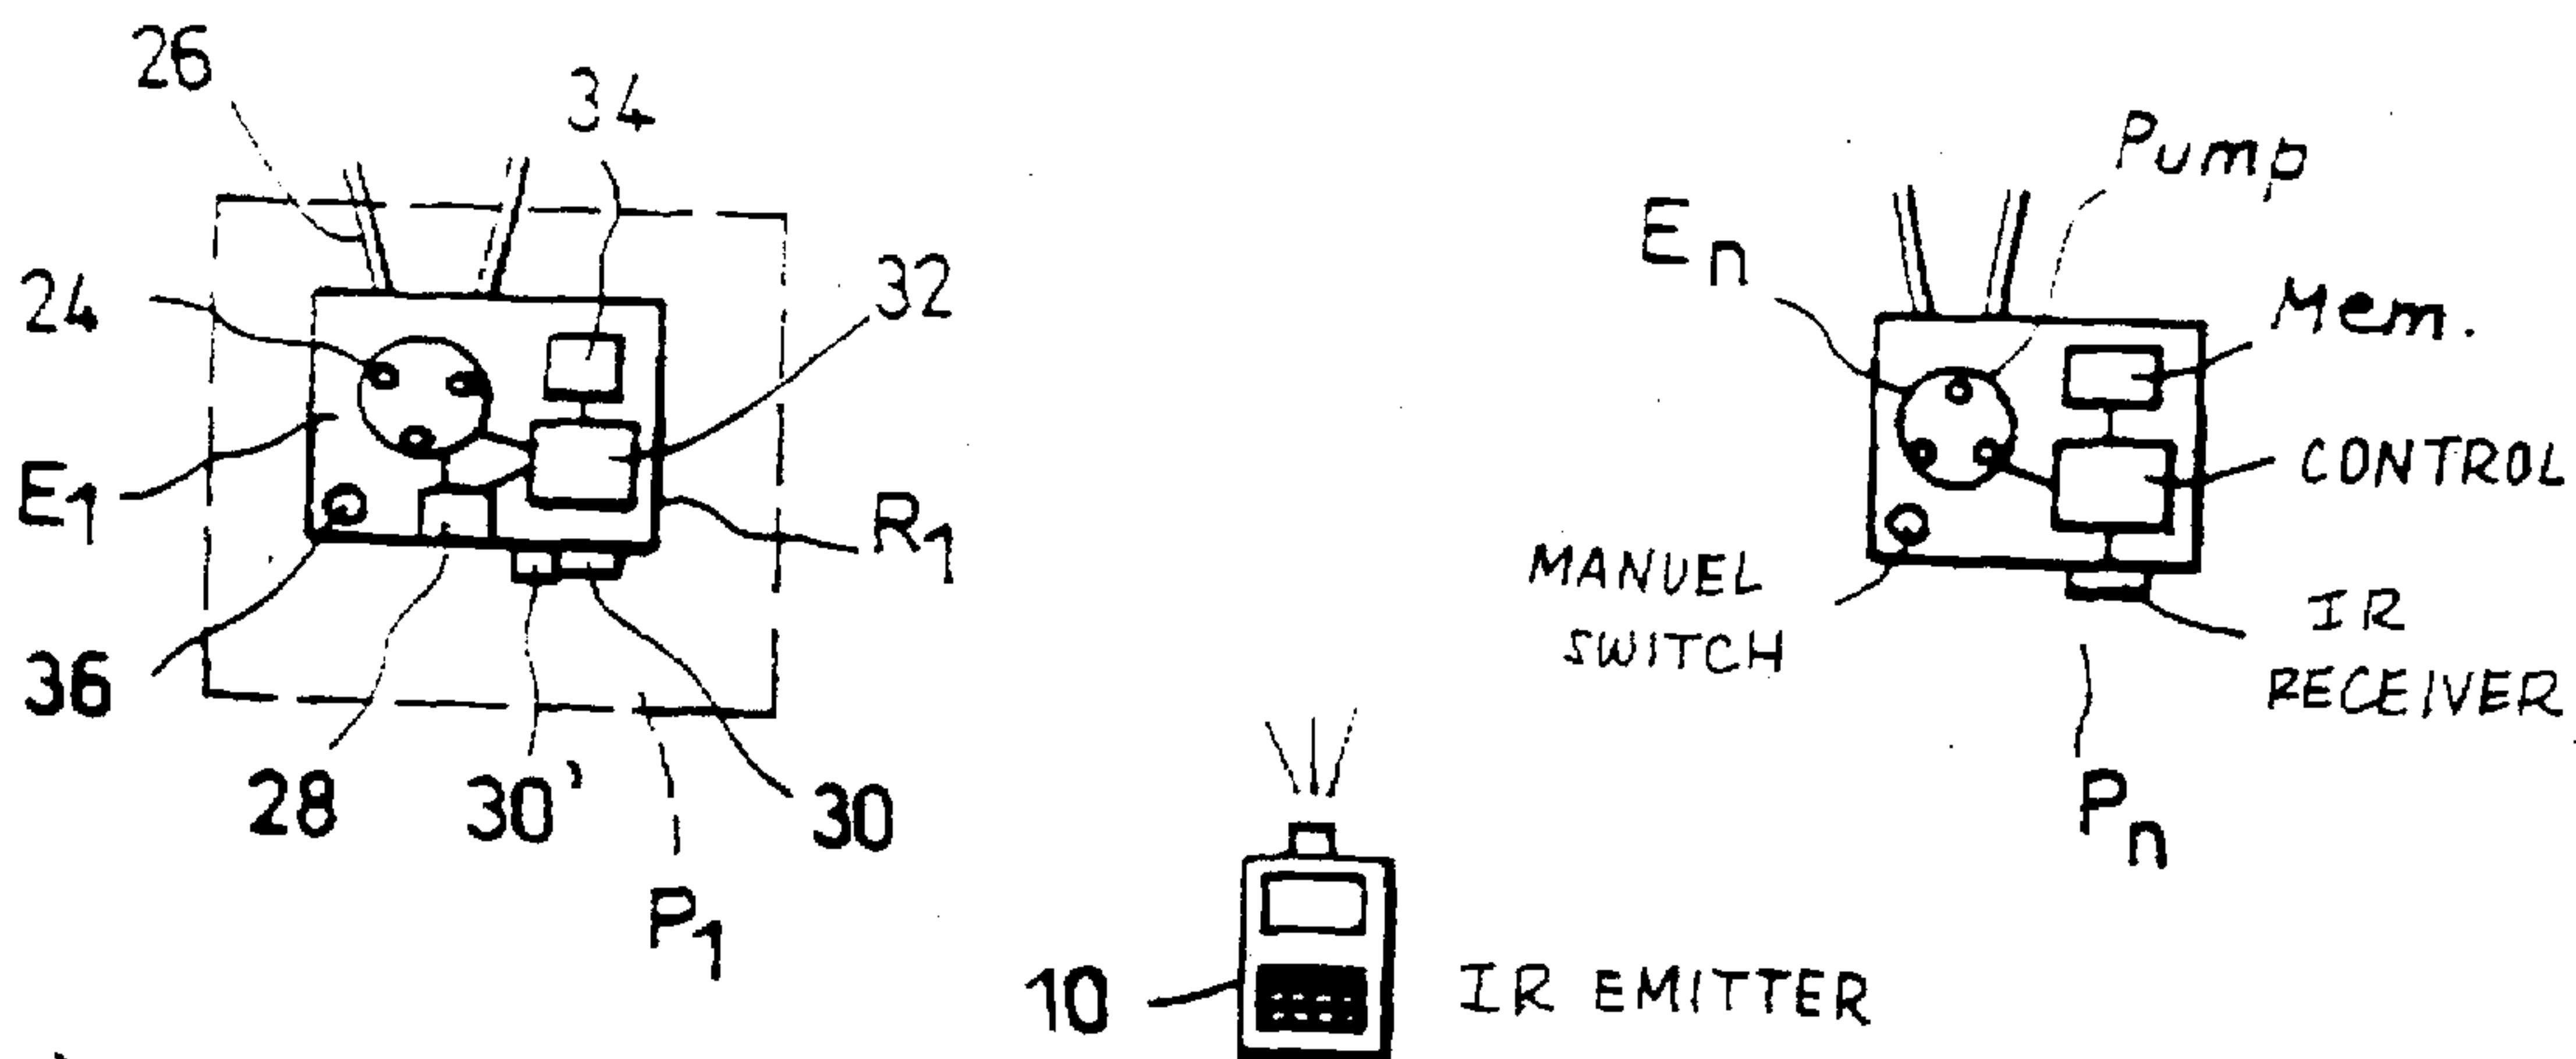 26
34
Pump
En
24
32
Mem.
E1
CONTROL
R1
MANUEL
SWITCH
IR
RECEIVER
36
28
30'
30
Pn
P1
10
IR EMITTER